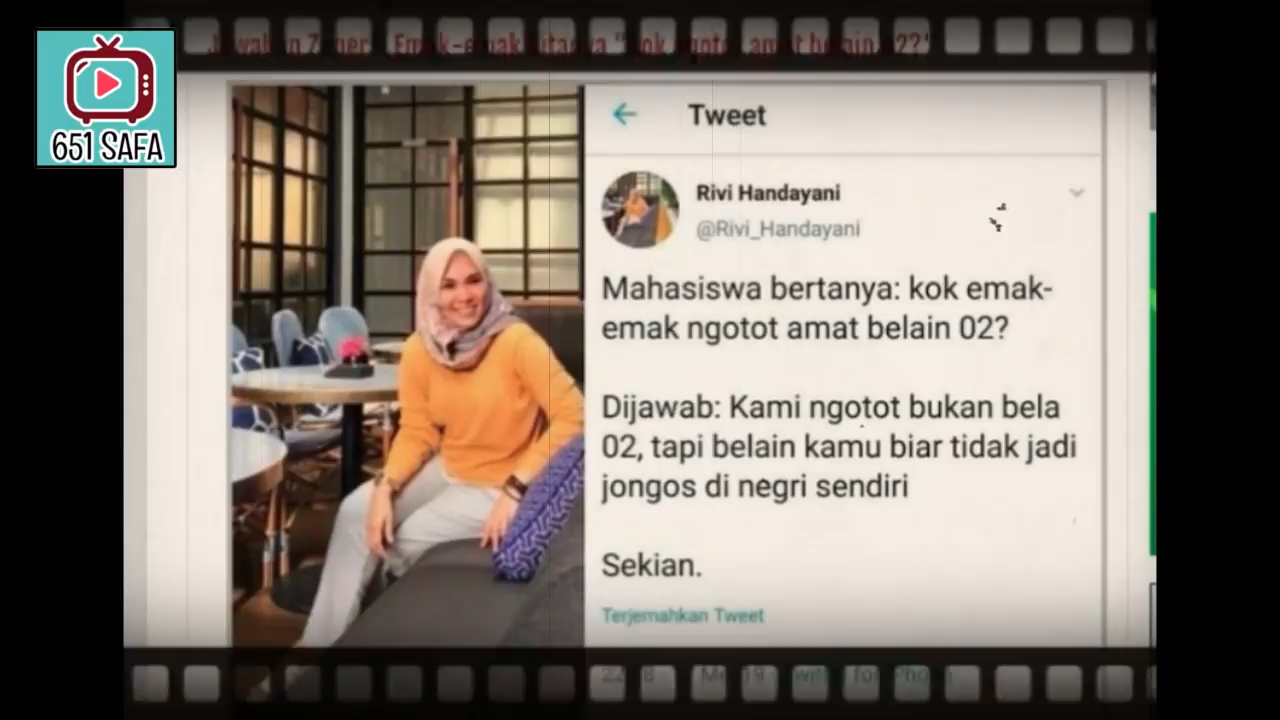 651 SAFA
Tweet
Rivi Handayani
@Rivi_Handayani
Mahasiswa bertanya: kok emak-
emak ngotot amat belain 02?
Dijawab: Kami ngotot bukan bela
02, tapi belain kamu biar tidak jadi
jongos di negri sendiri
Sekian.
Terjemahkan Tweet